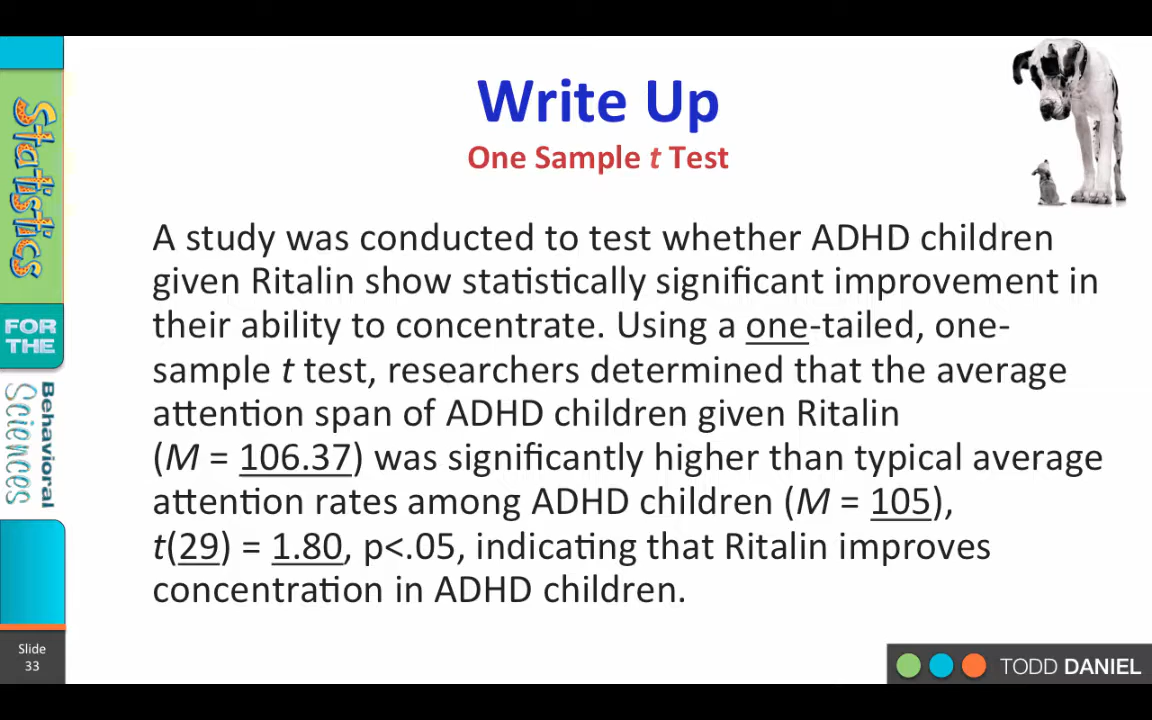 Write Up
One Sample t Test
A study was conducted to test whether ADHD children
given Ritalin show statistically significant improvement in
their ability to concentrate. Using a one-tailed, one-
sample t test, researchers determined that the average
attention span of ADHD children given Ritalin
(M = 106.37) was significantly higher than typical average
attention rates among ADHD children (M = 105),
t(29) = 1.80, p<.05, indicating that Ritalin improves
concentration in ADHD children.
Statistics
FOR
THE
Behavioral
Sciences
Slide
33
TODD DANIEL